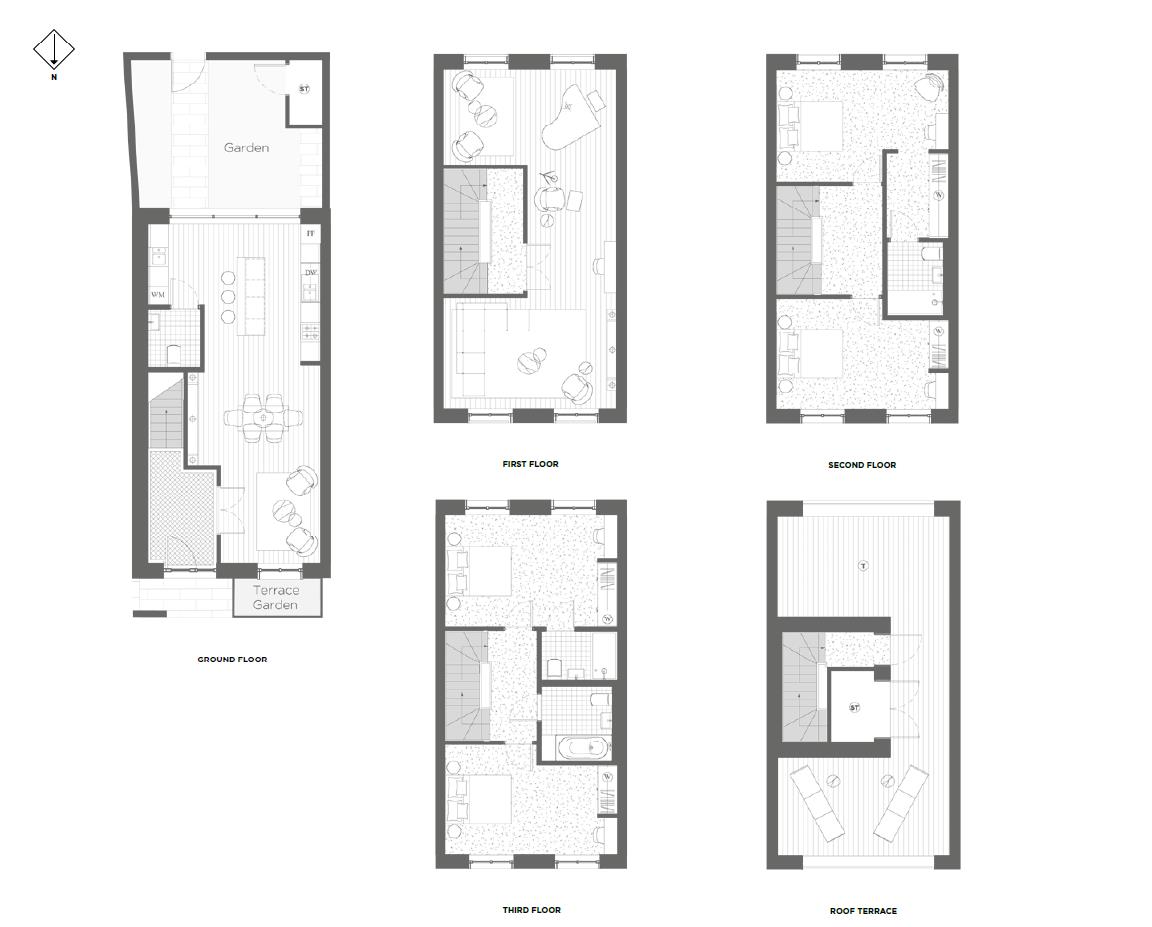 N
ST
Garden
FF
DW
WM
Terrace
Garden
GROUND FLOOR
FIRST FLOOR
W
W
SECOND FLOOR
W
W
THIRD FLOOR
T
ST
ROOF TERRACE